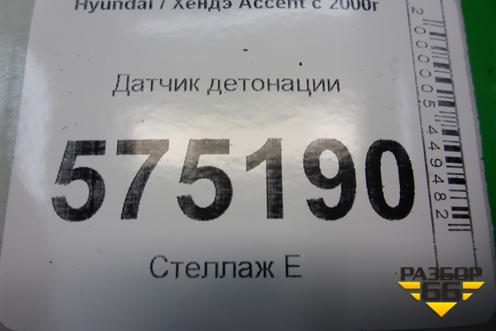 Hyundai / Хендэ Accent с 2000г
Датчик детонации
575190
Стеллаж Е
2000005449482
РАЗБОР
66